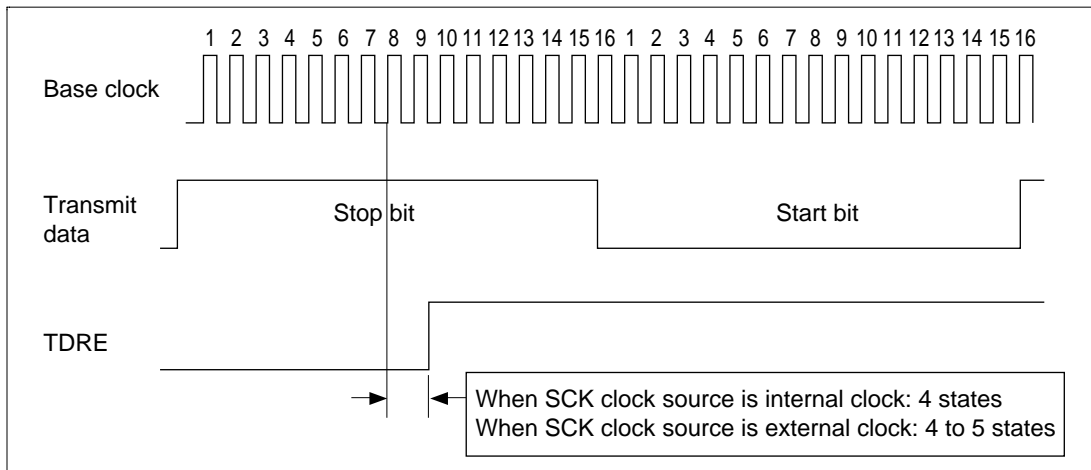 1 2 3 4 5 6 7 8 9 10 11 12 13 14 15 16 1 2 3 4 5 6 7 8 9 10 11 12 13 14 15 16
Base clock
Transmit
data
Stop bit
Start bit
TDRE
When SCK clock source is internal clock: 4 states
When SCK clock source is external clock: 4 to 5 states